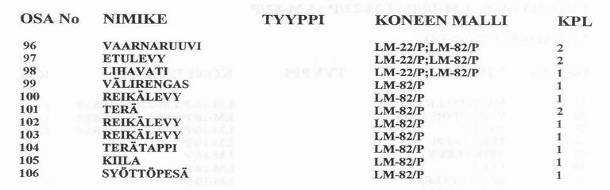 OSA No NIMIKE TYYPPI KONEEN MALLI KPL
96 VAARNARUUVI LM-22/P;LM-82/P 2
97 ETULEVY LM-22/P;LM-82/P 2
98 LIHAVATI LM-22/P;LM-82/P 1
99 VÄLIRENGAS LM-82/P 1
100 REIKÄLEVY LM-82/P 1
101 TERÄ LM-82/P 2
102 REIKÄLEVY LM-82/P 1
103 REIKÄLEVY LM-82/P 1
104 TERÄTAPPI LM-82/P 1
105 KIILA LM-82/P 1
106 SYÖTTÖPESÄ LM-82/P 1